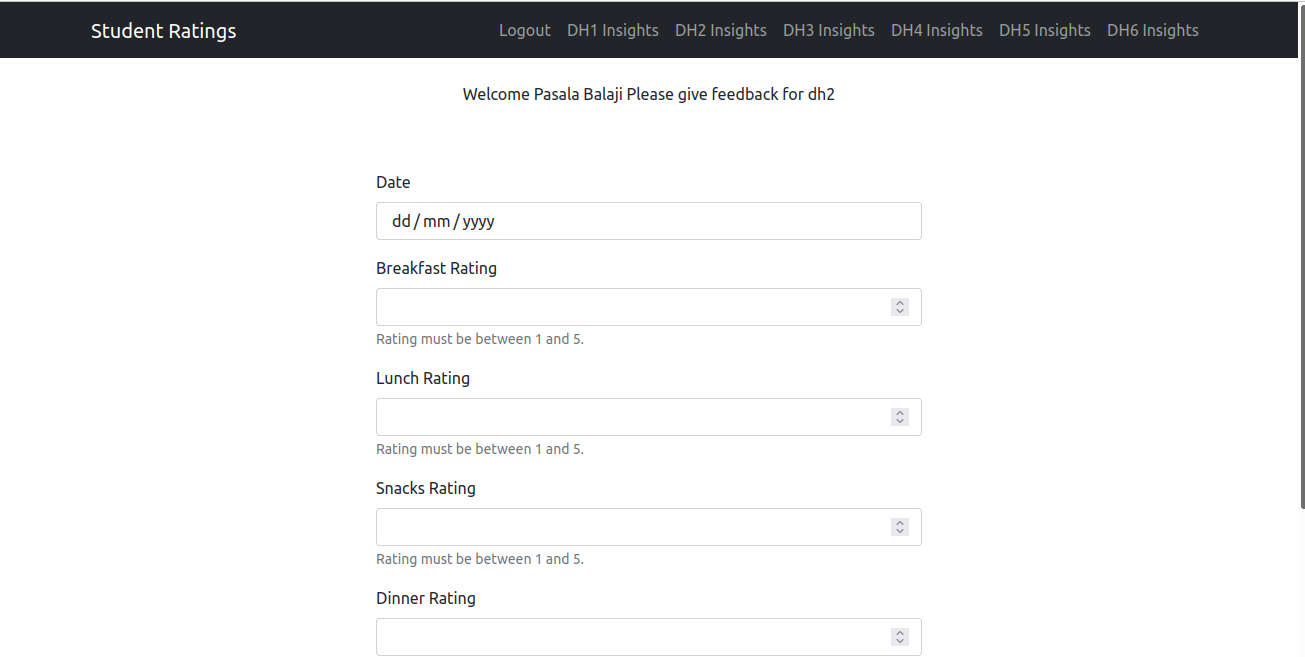 Student Ratings Logout DH1 Insights DH2 Insights DH3 Insights DH4 Insights DH5 Insights DH6 Insights
Welcome Pasala Balaji Please give feedback for dh2
Date
dd/mm/yyyy
Breakfast Rating
Rating must be between 1 and 5.
Lunch Rating
Rating must be between 1 and 5.
Snacks Rating
Rating must be between 1 and 5.
Dinner Rating